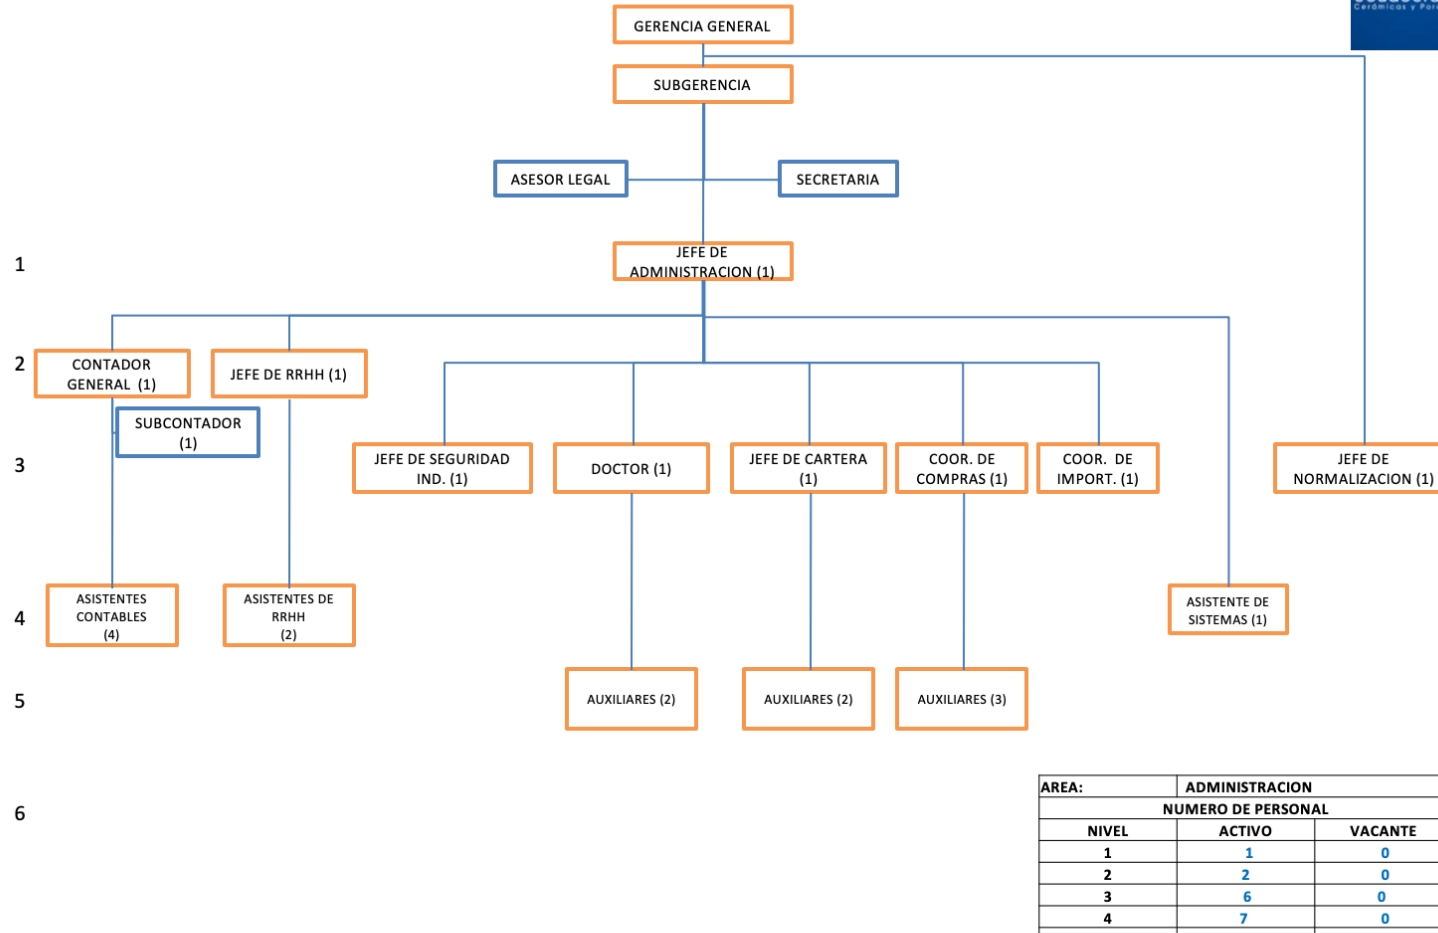 Cerámicas y
GERENCIA GENERAL
SUBGERENCIA
ASESOR LEGAL
SECRETARIA
1
JEFE DE
ADMINISTRACION (1)
2
CONTADOR
GENERAL (1)
JEFE DE RRHH (1)
SUBCONTADOR
(1)
3
JEFE DE SEGURIDAD
IND. (1)
DOCTOR (1)
JEFE DE CARTERA
(1)
COOR. DE
COMPRAS (1)
COOR. DE
IMPORT. (1)
JEFE DE
NORMALIZACION (1)
4
ASISTENTES
CONTABLES
(4)
ASISTENTES DE
RRHH
(2)
ASISTENTE DE
SISTEMAS (1)
5
AUXILIARES (2)
AUXILIARES (2)
AUXILIARES (3)
6
AREA: ADMINISTRACION
NUMERO DE PERSONAL
NIVEL ACTIVO VACANTE
1 1 0
2 2 0
3 6 0
4 7 0